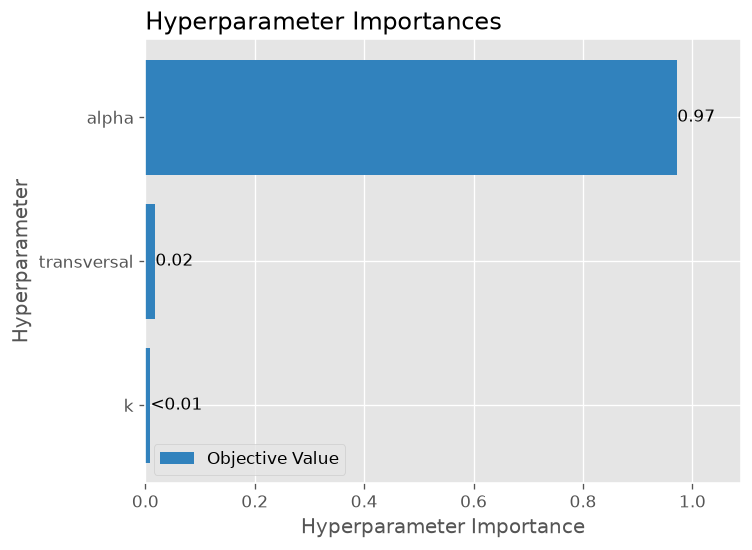 Hyperparameter Importances
Hyperparameter
alpha
0.97
transversal
0.02
k
<0.01
Objective Value
0.0 0.2 0.4 0.6 0.8 1.0
Hyperparameter Importance